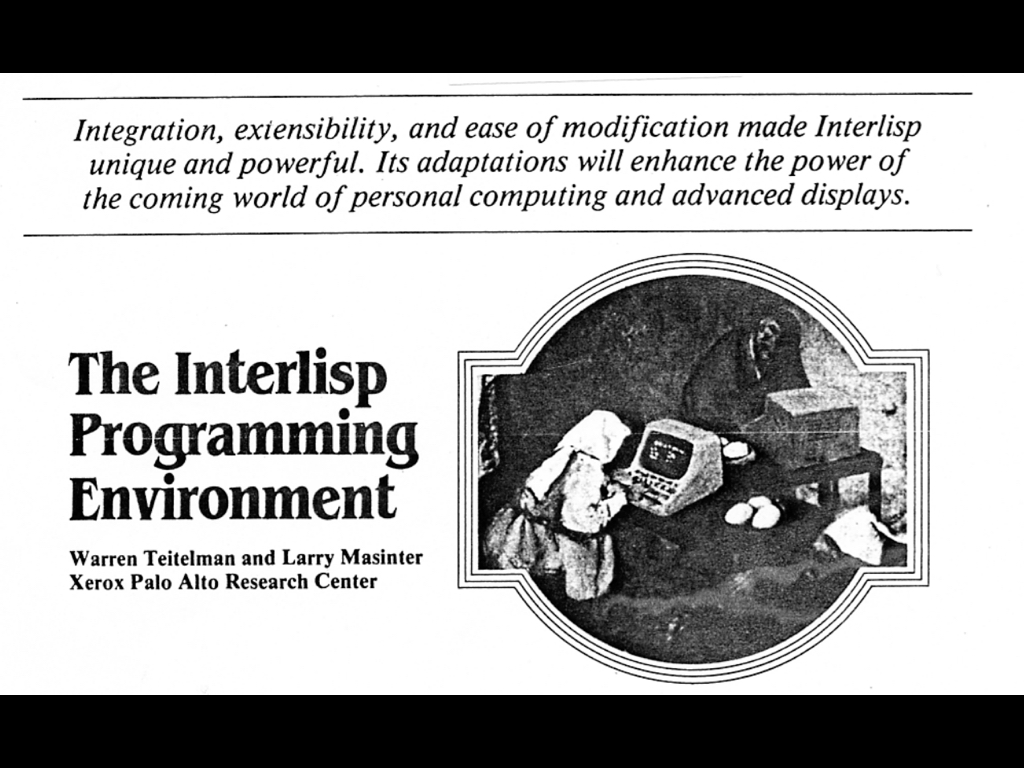 Integration, extensibility, and ease of modification made Interlisp
unique and powerful. Its adaptations will enhance the power of
the coming world of personal computing and advanced displays.
The Interlisp
Programming
Environment
Warren Teitelman and Larry Masinter
Xerox Palo Alto Research Center